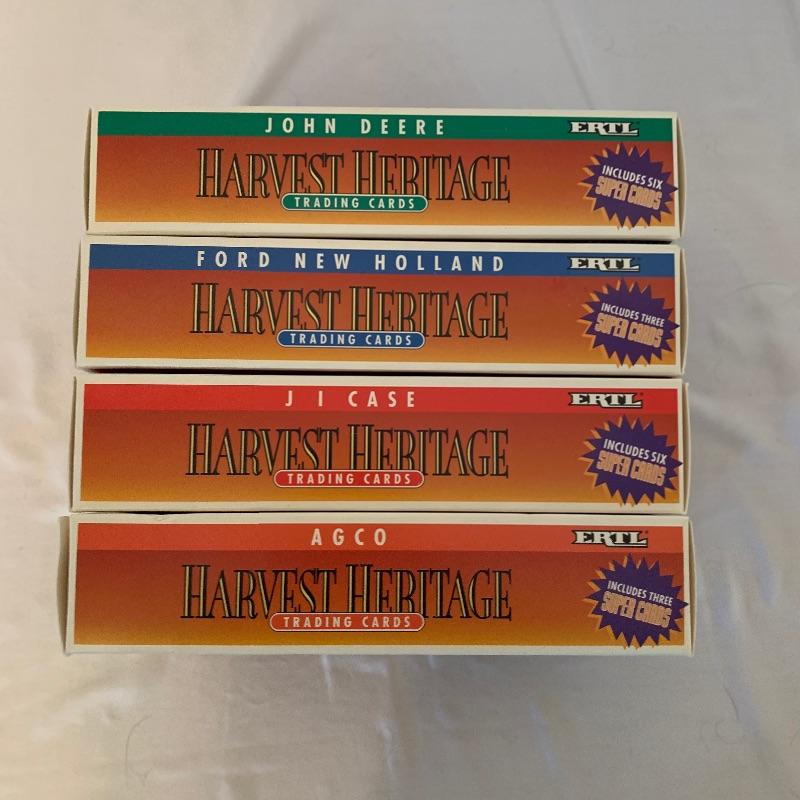 JOHN DEERE
ERTL
HARVEST HERITAGE
TRADING CARDS
INCLUDES SIX
SUPER CARDS
FORD NEW HOLLAND
ERTL
HARVEST HERITAGE
TRADING CARDS
INCLUDES THREE
SUPER CARDS
J I CASE
ERTL
HARVEST HERITAGE
TRADING CARDS
INCLUDES SIX
SUPER CARDS
AGCO
ERTL
HARVEST HERITAGE
TRADING CARDS
INCLUDES THREE
SUPER CARDS